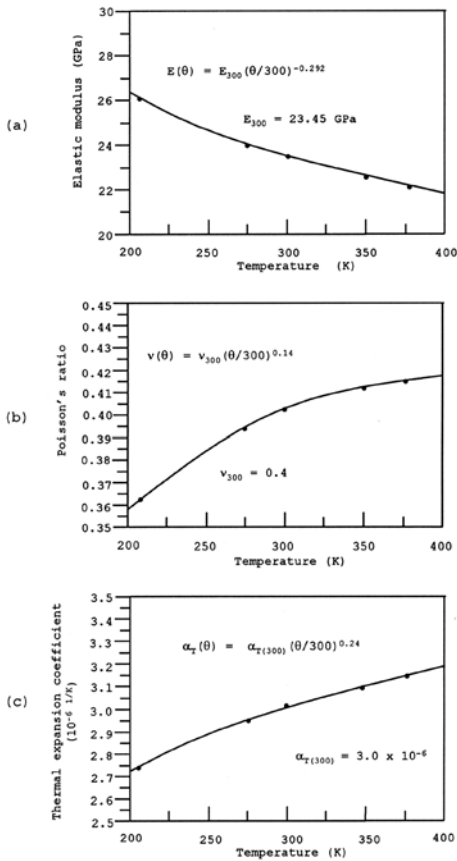 (a)
Elastic modulus (GPa)
30
28
26
24
22
20
E(θ) = E300(θ/300)^-0.292
E300 = 23.45 GPa
200 250 300 350 400
Temperature (K)
(b)
Poisson's ratio
0.45
0.44
0.43
0.42
0.41
0.40
0.39
0.38
0.37
0.36
0.35
ν(θ) = ν300(θ/300)^0.14
ν300 = 0.4
200 250 300 350 400
Temperature (K)
(c)
Thermal expansion coefficient
(10^-6 1/K)
3.5
3.4
3.3
3.2
3.1
3.0
2.9
2.8
2.7
2.6
2.5
αT(θ) = αT(300)(θ/300)^0.24
αT(300) = 3.0 x 10^-6
200 250 300 350 400
Temperature (K)